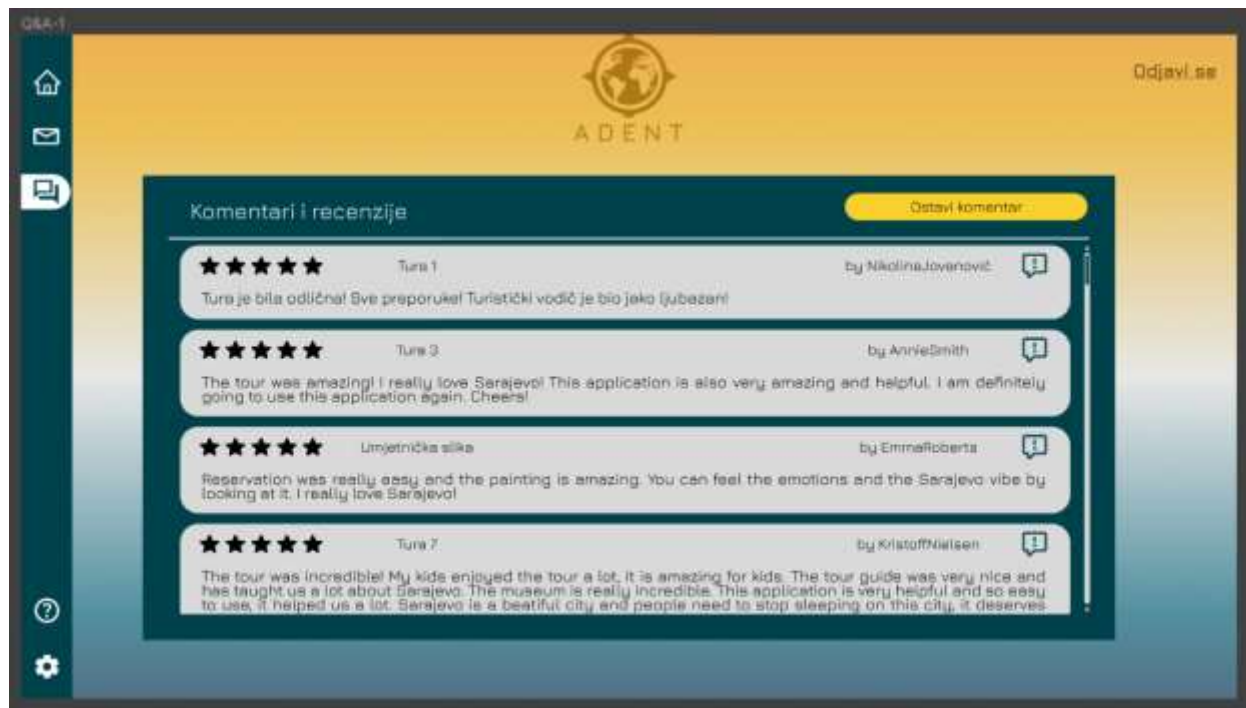 Q&A-1
Odjavi se
ADENT
Komentari i recenzije
Ostavi komentar
Tura 1
by NikolinaJovanović
Tura je bila odlična! Sve preporuke! Turistički vodič je bio jako ljubazan!
Tura 3
by AnnieSmith
The tour was amazing! I really love Sarajevo! This application is also very amazing and helpful. I am definitely
going to use this application again. Cheers!
Umjetnička slika
by EmmaRoberts
Reservation was really easy and the painting is amazing. You can feel the emotions and the Sarajevo vibe by
looking at it. I really love Sarajevo!
Tura 7
by KristoffNielsen
The tour was incredible! My kids enjoyed the tour a lot, it is amazing for kids. The tour guide was very nice and
has taught us a lot about Sarajevo. The museum is really incredible. This application is very helpful and so easy
to use, it helped us a lot. Sarajevo is a beatiful city and people need to stop sleeping on this city, it deserves